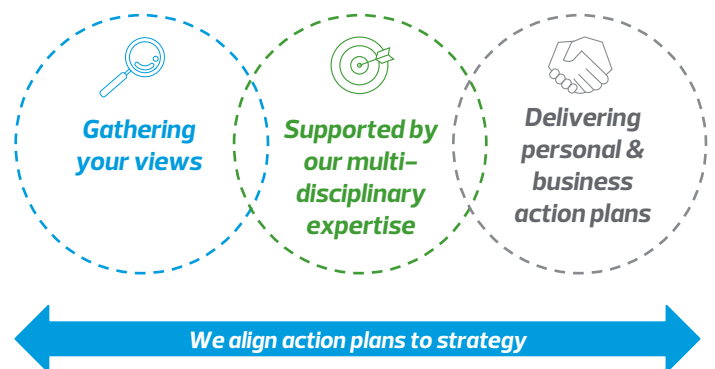 Gathering
your views
Supported by
our multi-
disciplinary
expertise
Delivering
personal &
business
action plans
We align action plans to strategy